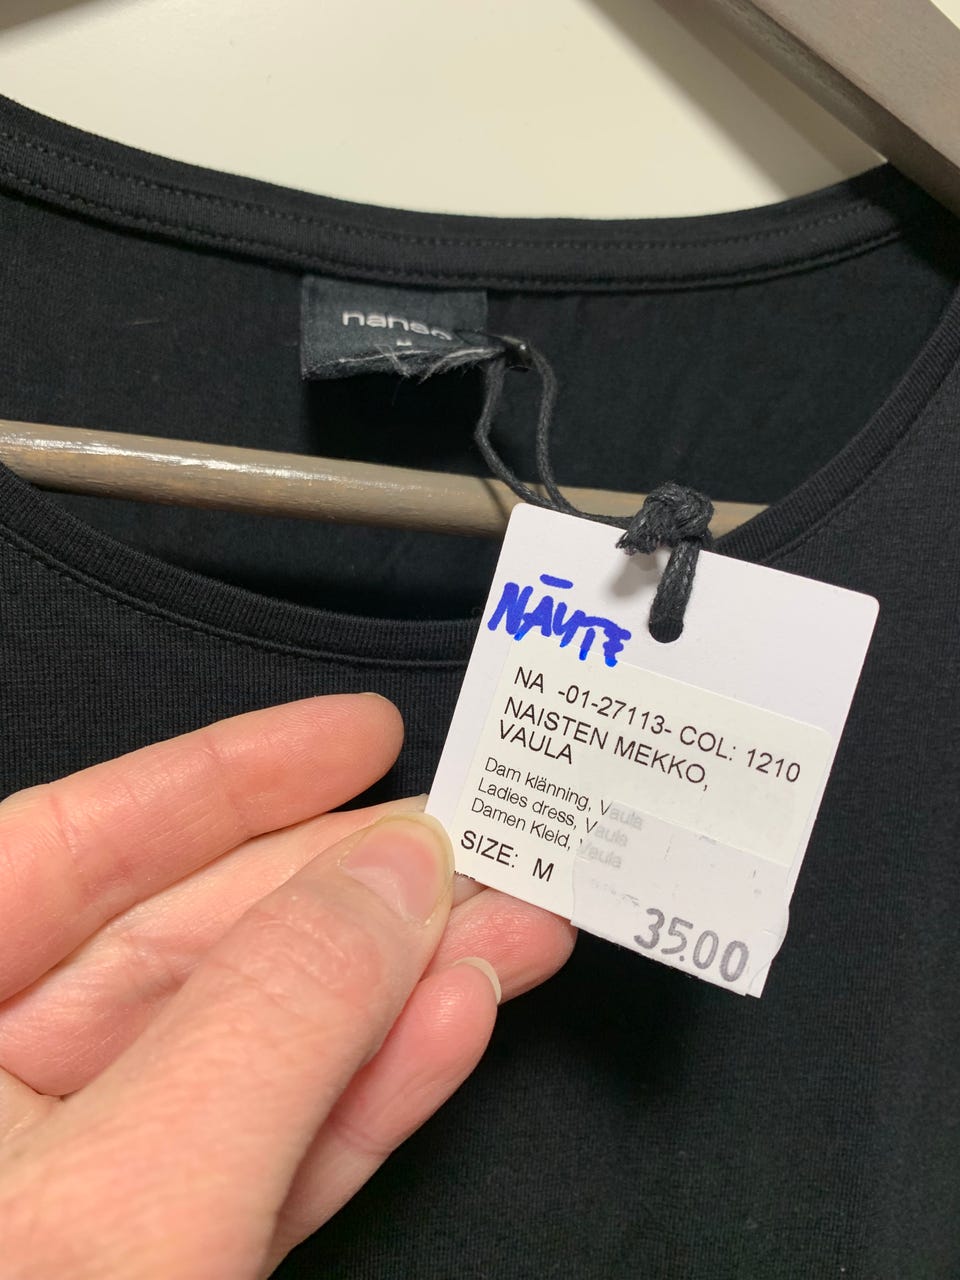 nanso
M
NÄYTE
NA -01-27113- COL: 1210
NAISTEN MEKKO,
VAULA
Dam klänning, Vaula
Ladies dress, Vaula
Damen Kleid, Vaula
SIZE: M
35.00